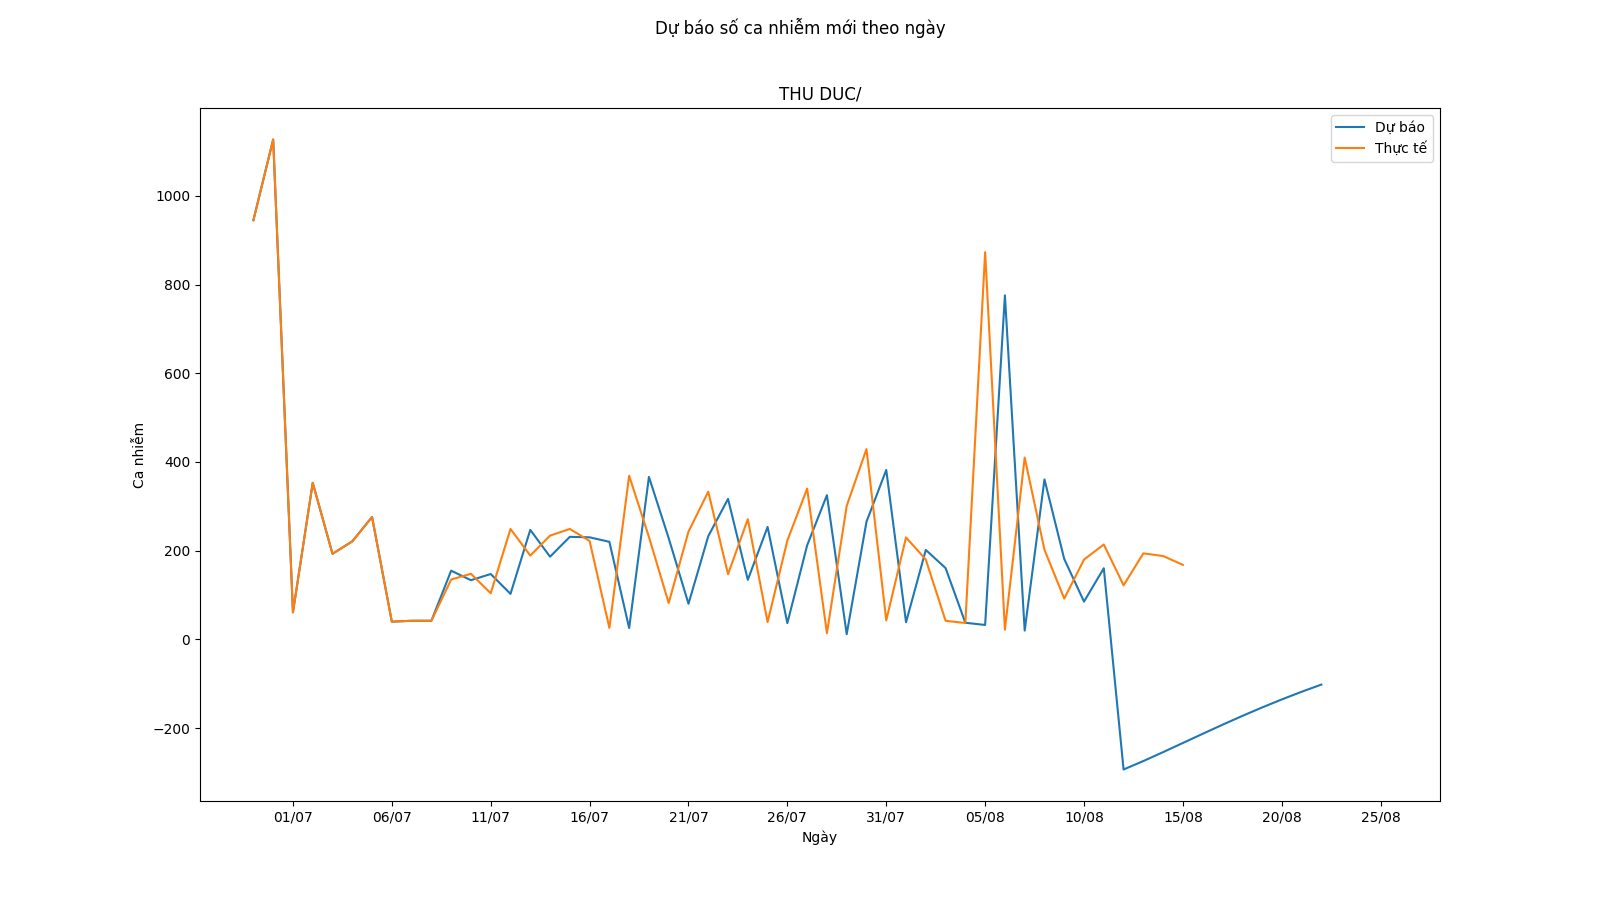 Dự báo số ca nhiễm mới theo ngày
THU DUC/
Dự báo
Thực tế
Ca nhiễm
1000
800
600
400
200
0
−200
01/07 06/07 11/07 16/07 21/07 26/07 31/07 05/08 10/08 15/08 20/08 25/08
Ngày